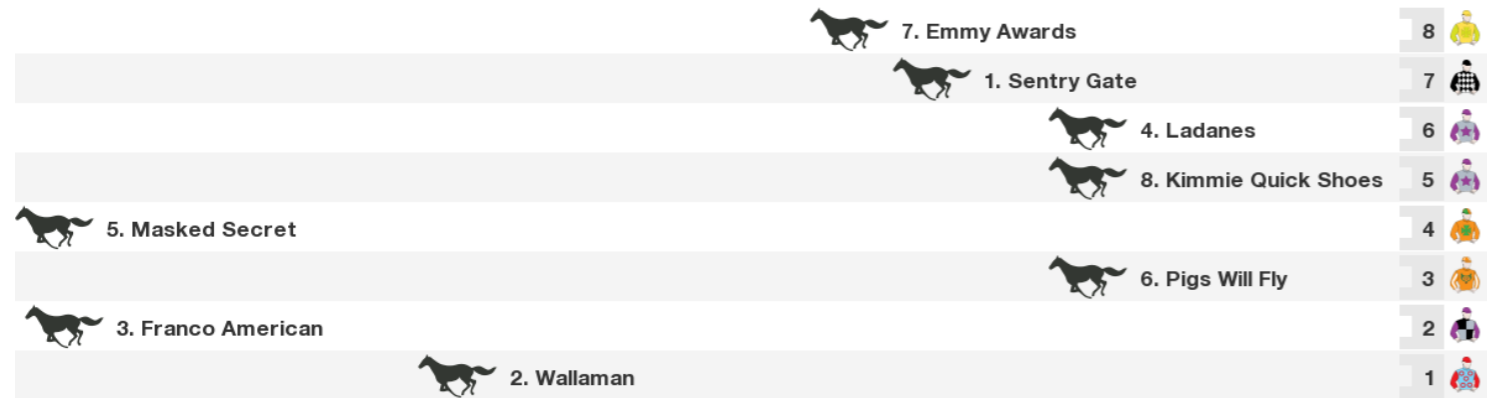 7. Emmy Awards 8
1. Sentry Gate 7
4. Ladanes 6
8. Kimmie Quick Shoes 5
5. Masked Secret 4
6. Pigs Will Fly 3
3. Franco American 2
2. Wallaman 1